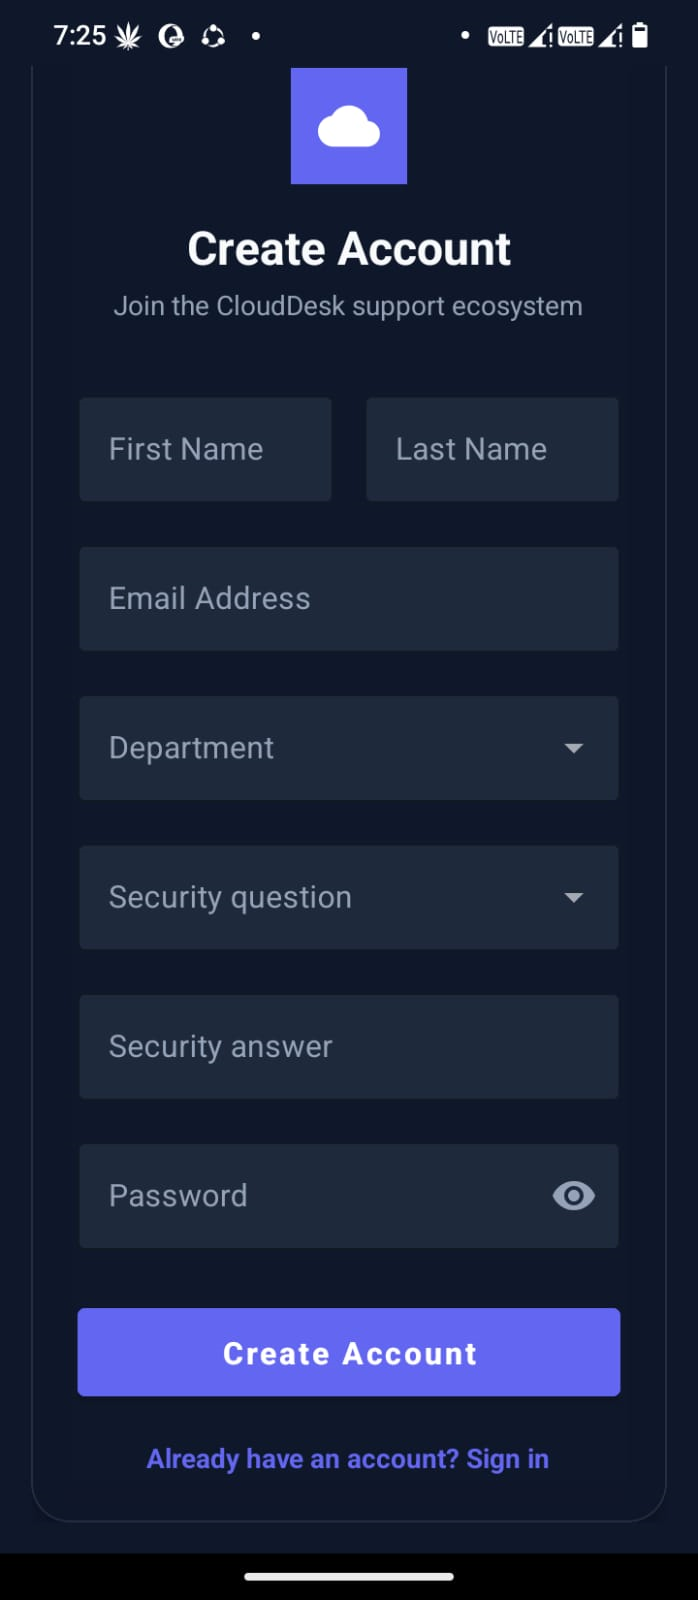 7:25
VoLTE VoLTE
Create Account
Join the CloudDesk support ecosystem
First Name Last Name
Email Address
Department
Security question
Security answer
Password
Create Account
Already have an account? Sign in